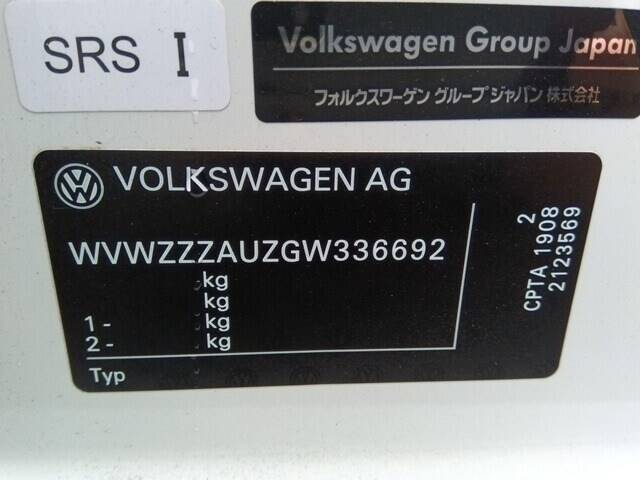 SRS I
Volkswagen Group Japan
フォルクスワーゲン グループ ジャパン 株式会社
VOLKSWAGEN AG
WVWZZZAUZGW336692
kg
kg
1 - kg
2 - kg
Typ
2
CPTA 1908
2123569